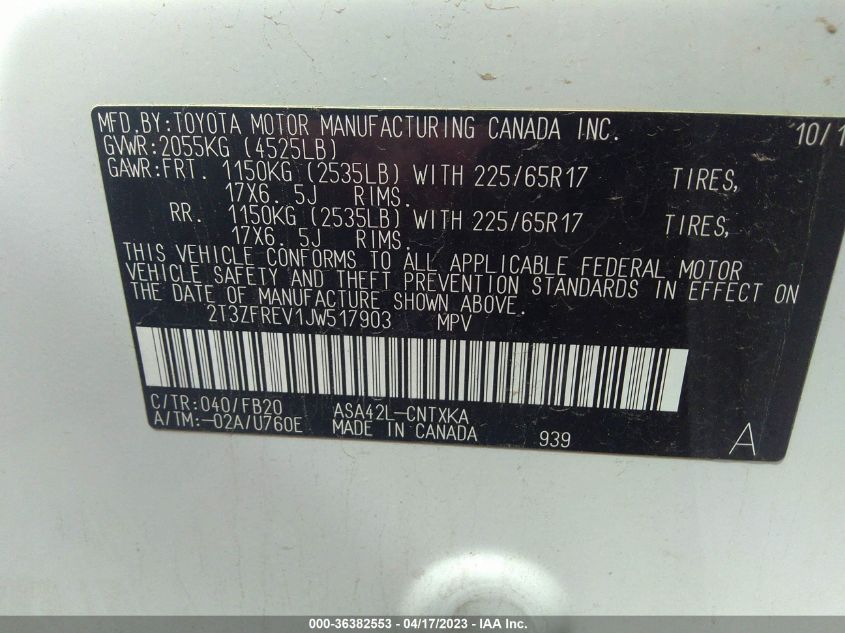 MFD.BY:TOYOTA MOTOR MANUFACTURING CANADA INC. 10/1
GVWR:2055KG (4525LB)
GAWR:FRT. 1150KG (2535LB) WITH 225/65R17 TIRES,
17X6. 5J RIMS.
RR. 1150KG (2535LB) WITH 225/65R17 TIRES,
17X6. 5J RIMS.
THIS VEHICLE CONFORMS TO ALL APPLICABLE FEDERAL MOTOR
VEHICLE SAFETY AND THEFT PREVENTION STANDARDS IN EFFECT ON
THE DATE OF MANUFACTURE SHOWN ABOVE.
2T3ZFREV1JW517903 MPV
C/TR:040/FB20 ASA42L-CNTXKA
A/TM:-02A/U760E MADE IN CANADA 939 A
000-36382553 - 04/17/2023 - IAAI.com